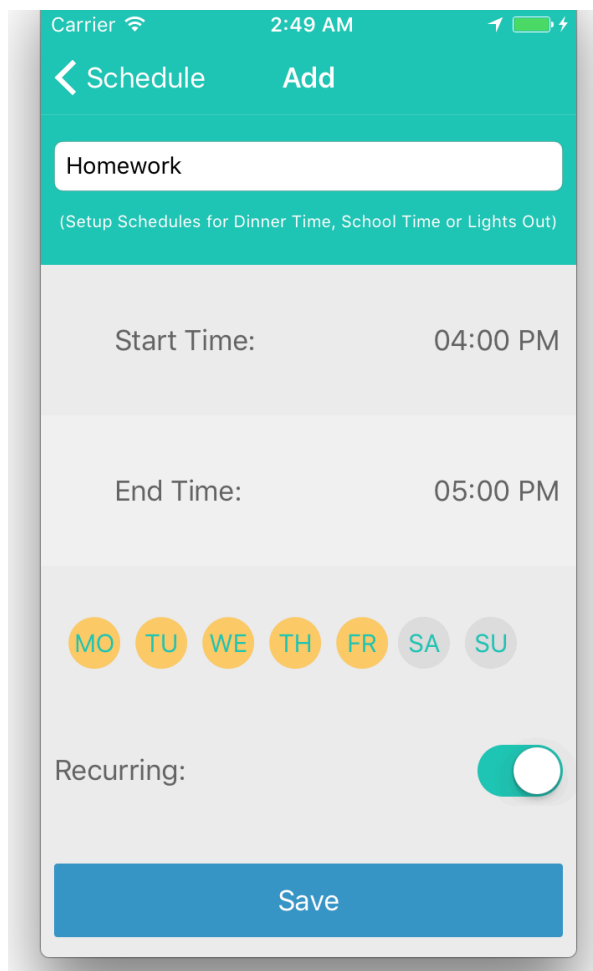 Carrier 2:49 AM
Schedule Add
Homework
(Setup Schedules for Dinner Time, School Time or Lights Out)
Start Time: 04:00 PM
End Time: 05:00 PM
MO TU WE TH FR SA SU
Recurring:
Save